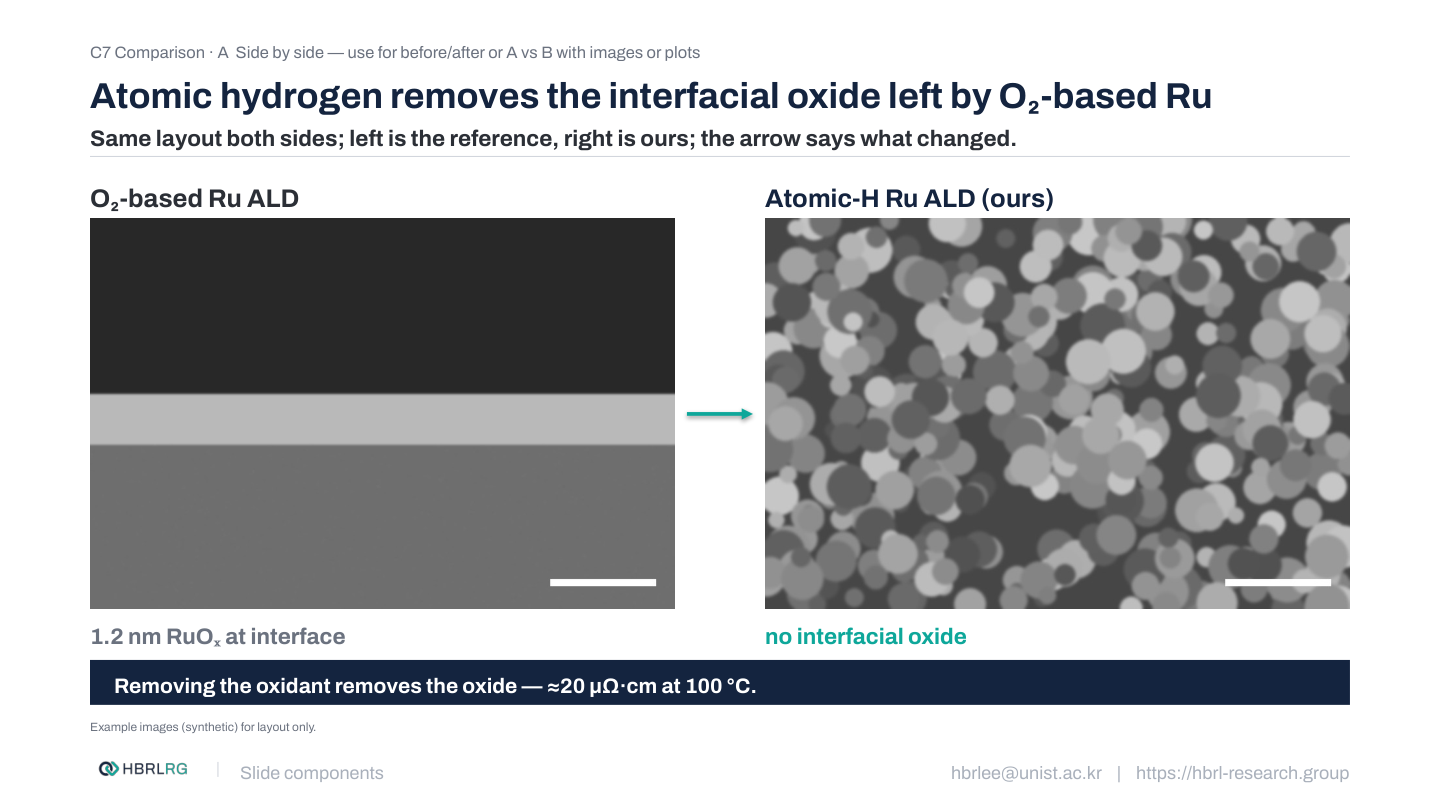 C7 Comparison · A Side by side — use for before/after or A vs B with images or plots
Atomic hydrogen removes the interfacial oxide left by O₂-based Ru
Same layout both sides; left is the reference, right is ours; the arrow says what changed.
O₂-based Ru ALD
Atomic-H Ru ALD (ours)
1.2 nm RuOₓ at interface
no interfacial oxide
Removing the oxidant removes the oxide — ≈20 µΩ·cm at 100 °C.
Example images (synthetic) for layout only.
HBRLRG | Slide components
hbrlee@unist.ac.kr | https://hbrl-research.group